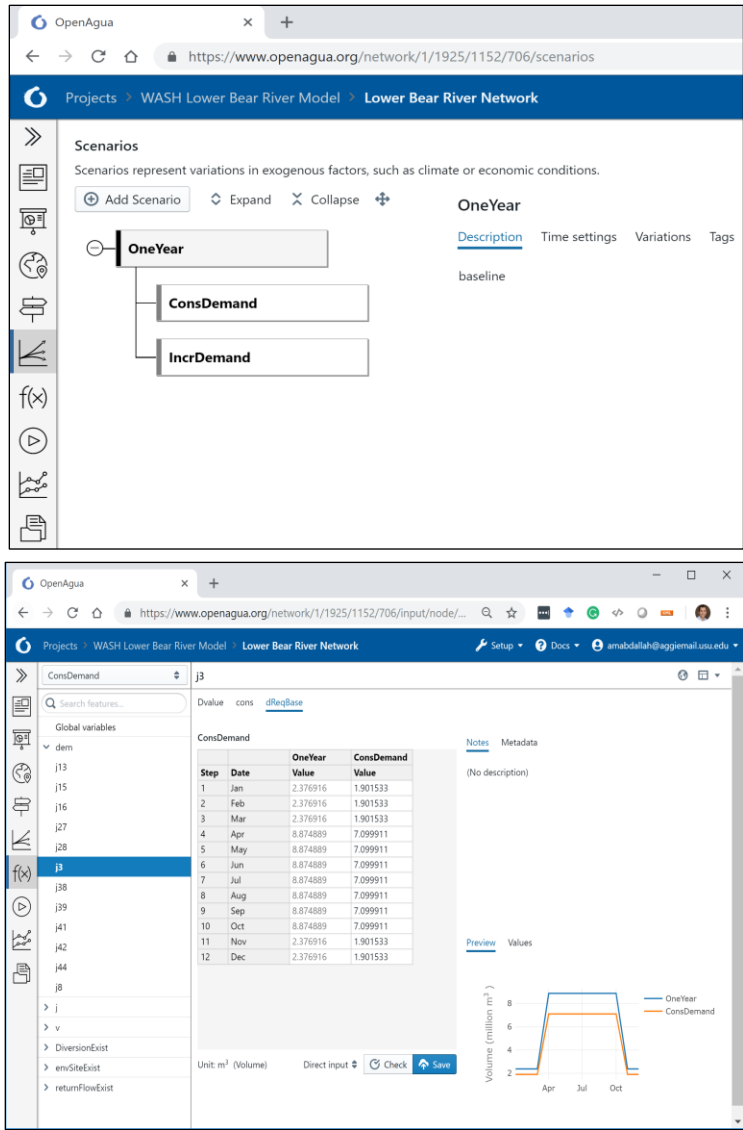 OpenAgua × +
https://www.openagua.org/network/1/1925/1152/706/scenarios
Projects > WASH Lower Bear River Model > Lower Bear River Network
Scenarios
Scenarios represent variations in exogenous factors, such as climate or economic conditions.
Add Scenario Expand Collapse
OneYear
Description Time settings Variations Tags
baseline
OneYear
ConsDemand
IncrDemand
f(x)
OpenAgua × +
https://www.openagua.org/network/1/1925/1152/706/input/node/...
Projects > WASH Lower Bear River Model > Lower Bear River Network Setup Docs amabdallah@aggiemail.usu.edu
ConsDemand
j3
Search features...
Global variables
dem
j13
j15
j16
j27
j28
j3
j38
j39
j41
j42
j44
j8
j
v
DiversionExist
envSiteExist
returnFlowExist
f(x)
Dvalue cons dReqBase
ConsDemand
OneYear ConsDemand
Step Date Value Value
1 Jan 2.376916 1.901533
2 Feb 2.376916 1.901533
3 Mar 2.376916 1.901533
4 Apr 8.874889 7.099911
5 May 8.874889 7.099911
6 Jun 8.874889 7.099911
7 Jul 8.874889 7.099911
8 Aug 8.874889 7.099911
9 Sep 8.874889 7.099911
10 Oct 8.874889 7.099911
11 Nov 2.376916 1.901533
12 Dec 2.376916 1.901533
Unit: m³ (Volume) Direct input Check Save
Notes Metadata
(No description)
Preview Values
Volume (million m³)
8
6
4
2
Apr Jul Oct
OneYear
ConsDemand